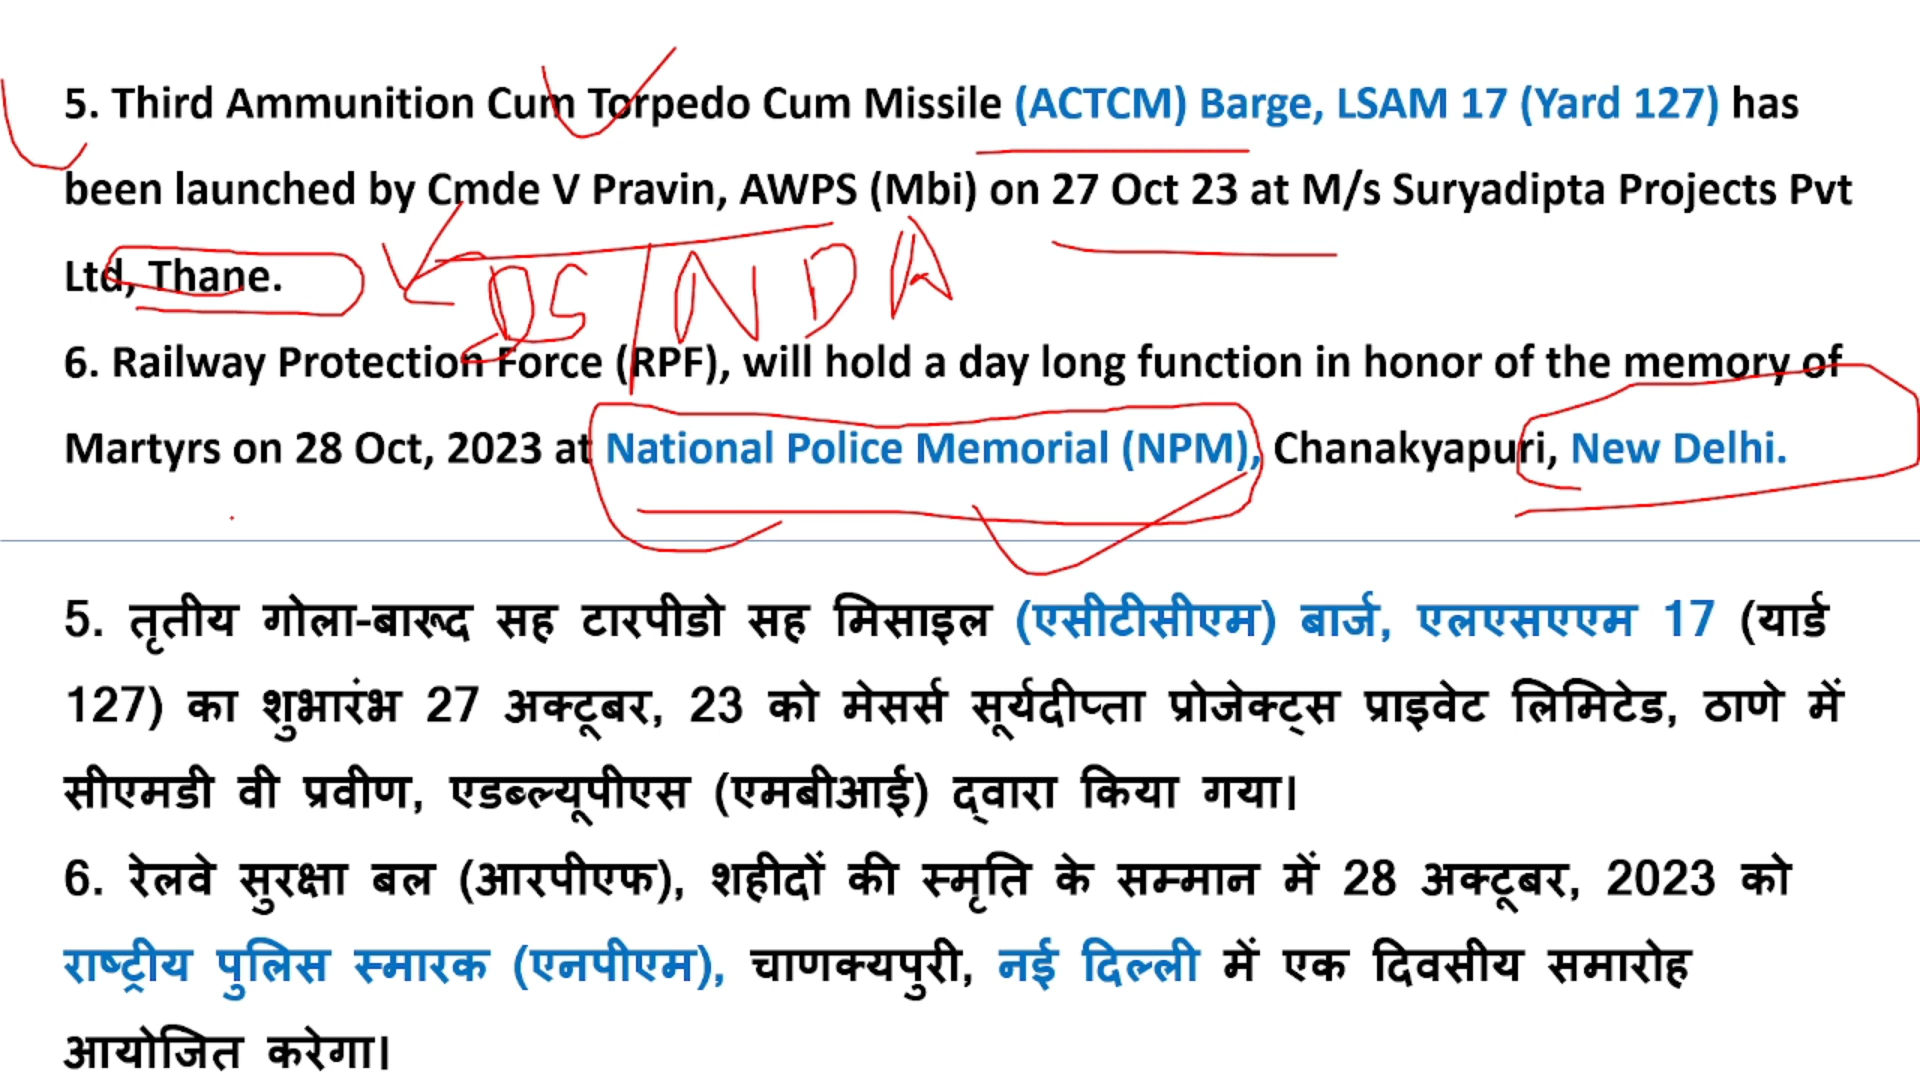 5. Third Ammunition Cum Torpedo Cum Missile (ACTCM) Barge, LSAM 17 (Yard 127) has
been launched by Cmde V Pravin, AWPS (Mbi) on 27 Oct 23 at M/s Suryadipta Projects Pvt
Ltd, Thane.
DS/NDA
6. Railway Protection Force (RPF), will hold a day long function in honor of the memory of
Martyrs on 28 Oct, 2023 at National Police Memorial (NPM), Chanakyapuri, New Delhi.
5. तृतीय गोला-बारूद सह टारपीडो सह मिसाइल (एसीटीसीएम) बार्ज, एलएसएएम 17 (यार्ड
127) का शुभारंभ 27 अक्टूबर, 23 को मेसर्स सूर्यदीप्ता प्रोजेक्ट्स प्राइवेट लिमिटेड, ठाणे में
सीएमडी वी प्रवीण, एडब्ल्यूपीएस (एमबीआई) द्वारा किया गया।
6. रेलवे सुरक्षा बल (आरपीएफ), शहीदों की स्मृति के सम्मान में 28 अक्टूबर, 2023 को
राष्ट्रीय पुलिस स्मारक (एनपीएम), चाणक्यपुरी, नई दिल्ली में एक दिवसीय समारोह
आयोजित करेगा।